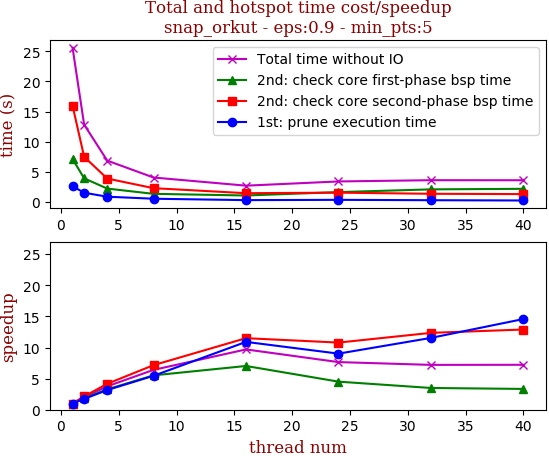 Total and hotspot time cost/speedup
snap_orkut - eps:0.9 - min_pts:5
time (s)
25
20
15
10
5
0
Total time without IO
2nd: check core first-phase bsp time
2nd: check core second-phase bsp time
1st: prune execution time
0 5 10 15 20 25 30 35 40
speedup
25
20
15
10
5
0
0 5 10 15 20 25 30 35 40
thread num